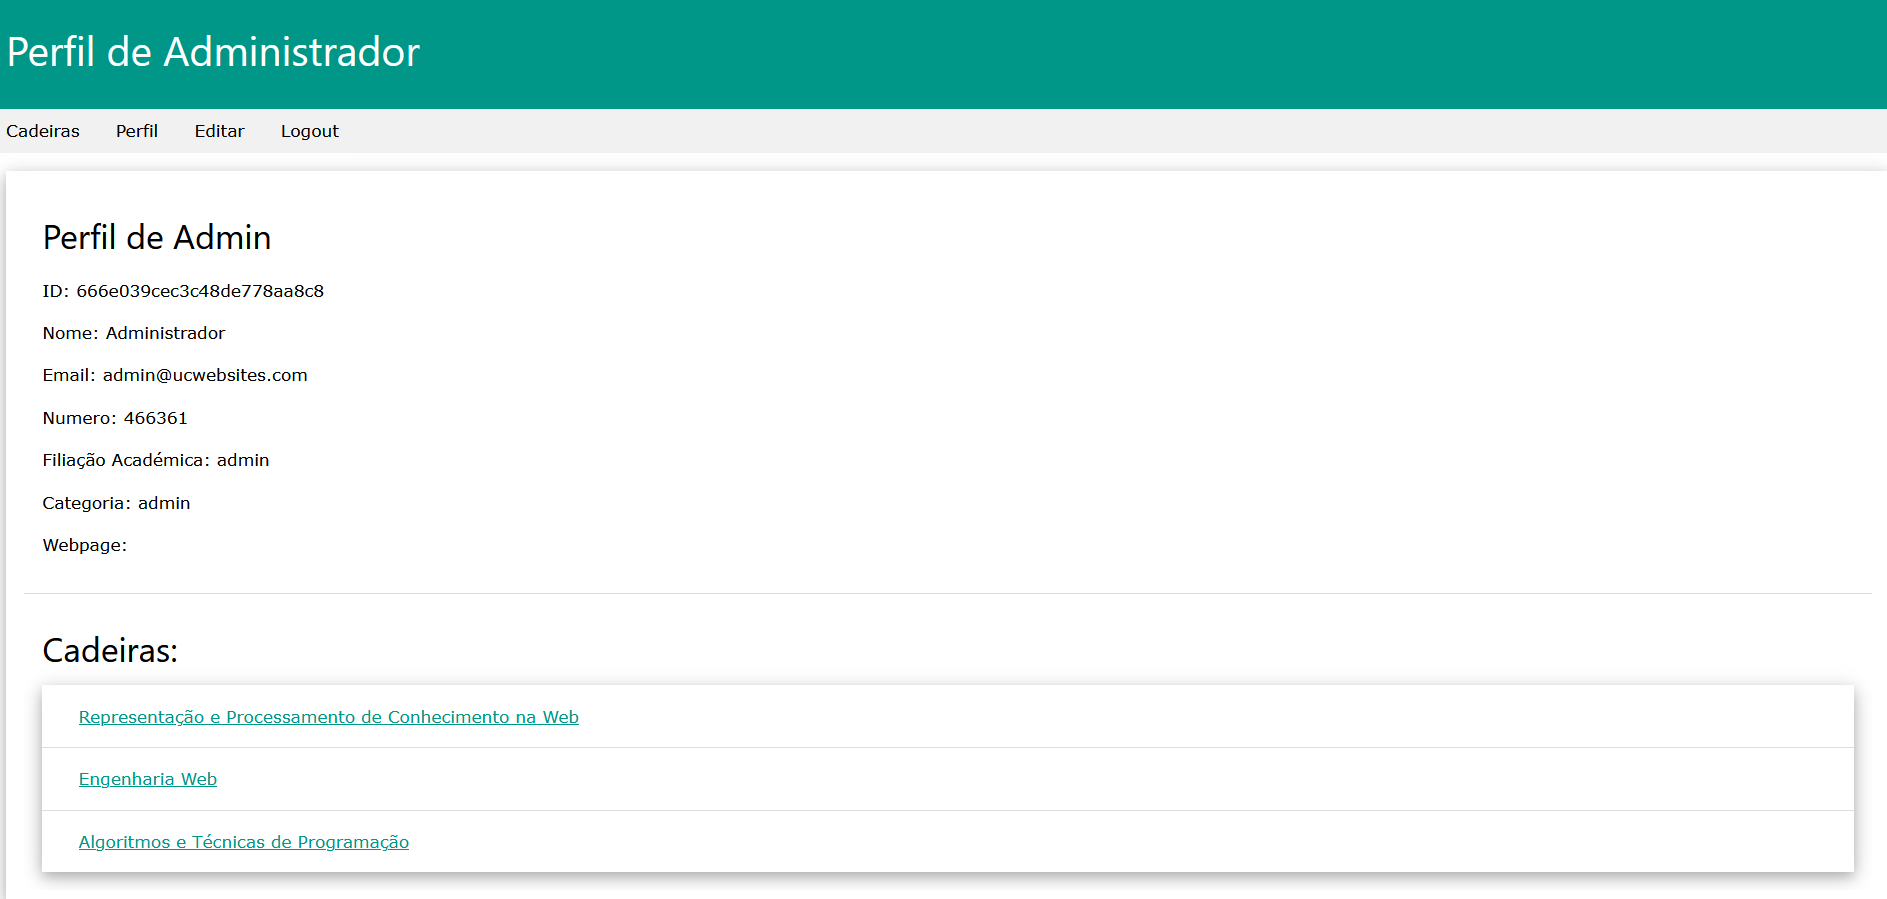 Perfil de Administrador
Cadeiras Perfil Editar Logout
Perfil de Admin
ID: 666e039cec3c48de778aa8c8
Nome: Administrador
Email: admin@ucwebsites.com
Numero: 466361
Filiação Académica: admin
Categoria: admin
Webpage:
Cadeiras:
Representação e Processamento de Conhecimento na Web
Engenharia Web
Algoritmos e Técnicas de Programação